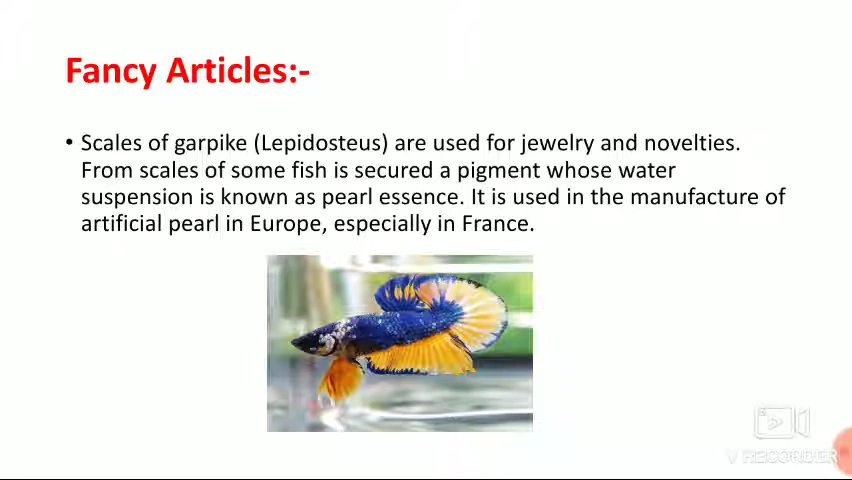 Fancy Articles:-
• Scales of garpike (Lepidosteus) are used for jewelry and novelties.
From scales of some fish is secured a pigment whose water
suspension is known as pearl essence. It is used in the manufacture of
artificial pearl in Europe, especially in France.
V RECORDER